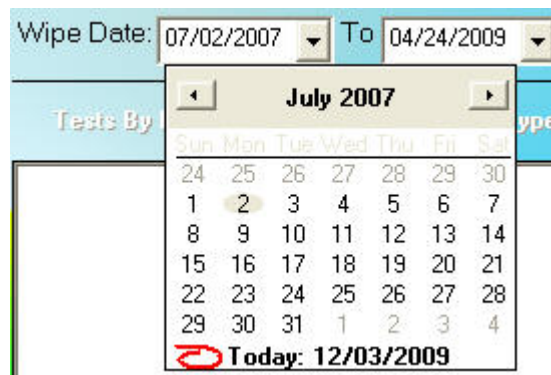 Wipe Date: 07/02/2007 To 04/24/2009
July 2007
Tests By
Sun Mon Tue Wed Thu Fri Sat
24 25 26 27 28 29 30
1 2 3 4 5 6 7
8 9 10 11 12 13 14
15 16 17 18 19 20 21
22 23 24 25 26 27 28
29 30 31 1 2 3 4
Today: 12/03/2009